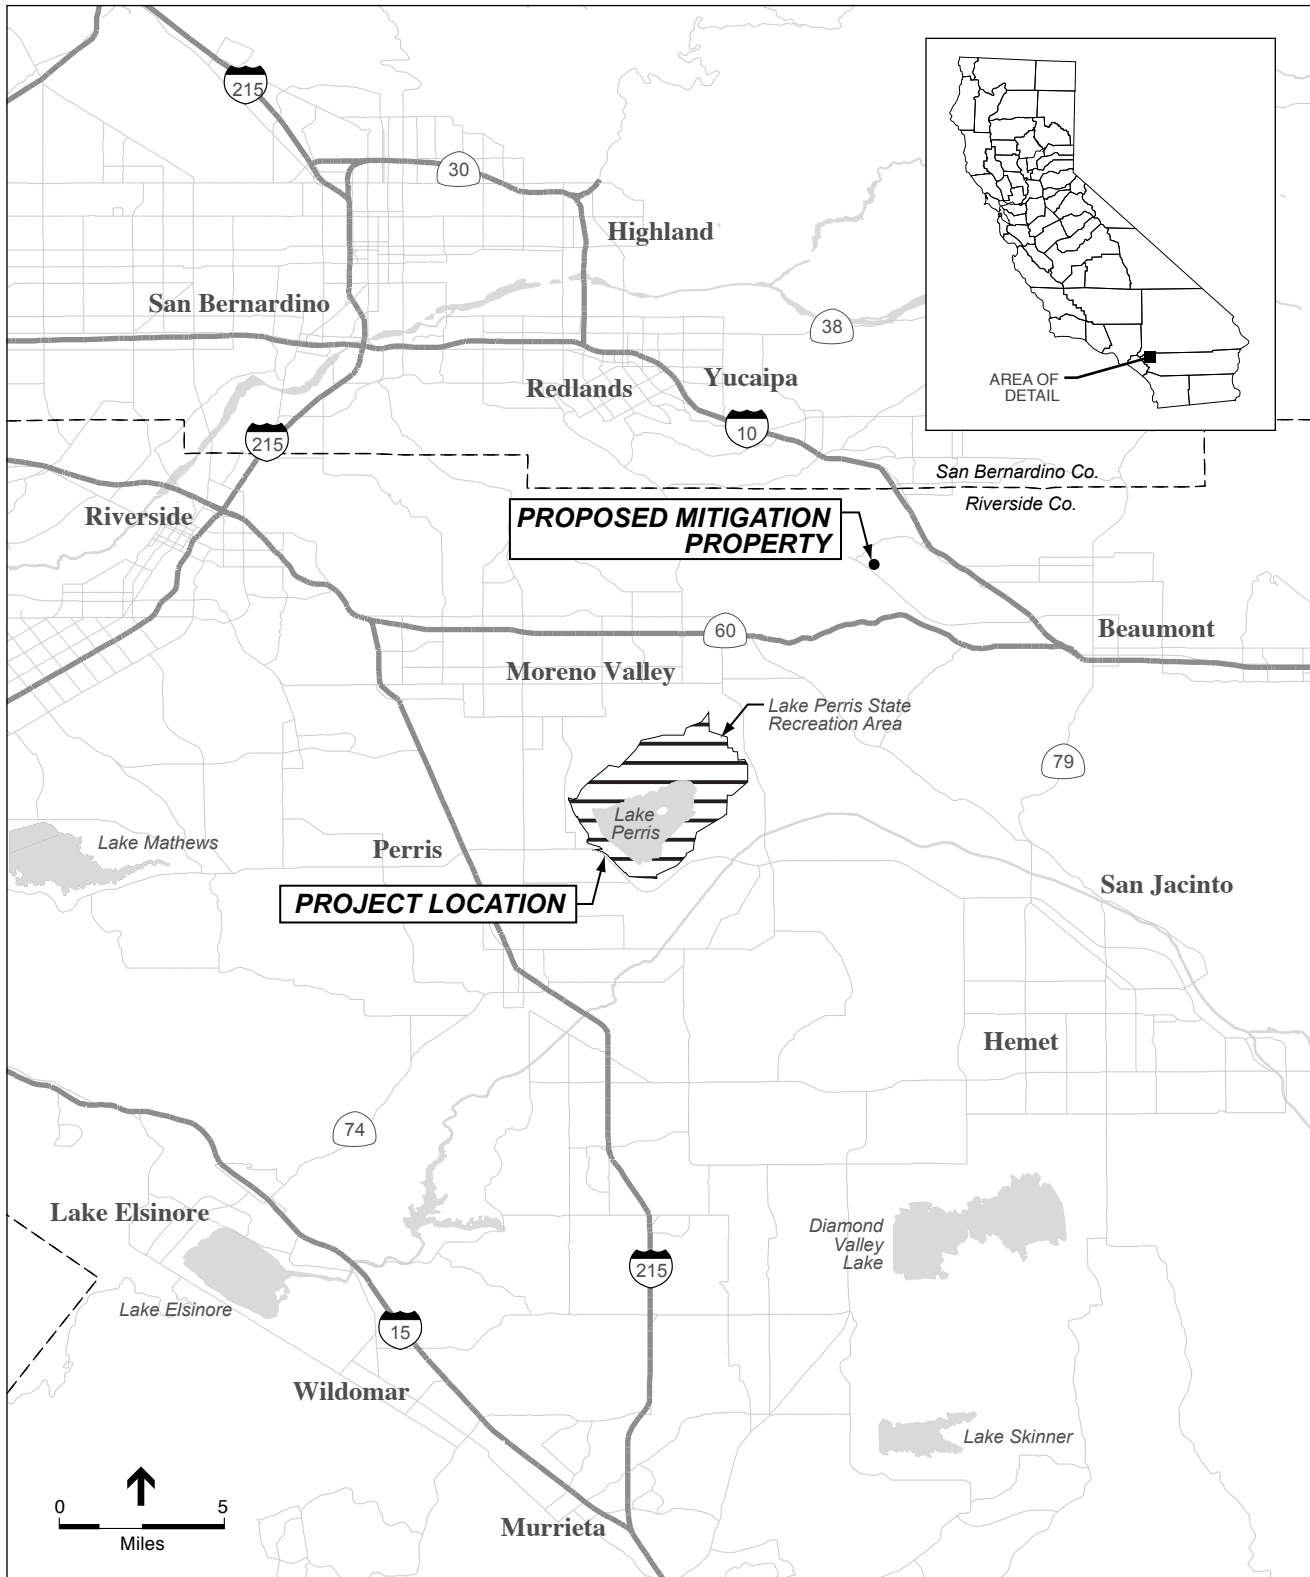 215
30
Highland
San Bernardino
38
AREA OF
DETAIL
Redlands
Yucaipa
10
215
San Bernardino Co.
Riverside Co.
Riverside
PROPOSED MITIGATION
PROPERTY
60
Beaumont
Moreno Valley
Lake Perris State
Recreation Area
79
Lake
Perris
Lake Mathews
Perris
San Jacinto
PROJECT LOCATION
Hemet
74
Lake Elsinore
Diamond
Valley
Lake
215
Lake Elsinore
15
Wildomar
Lake Skinner
0 5
Miles
Murrieta